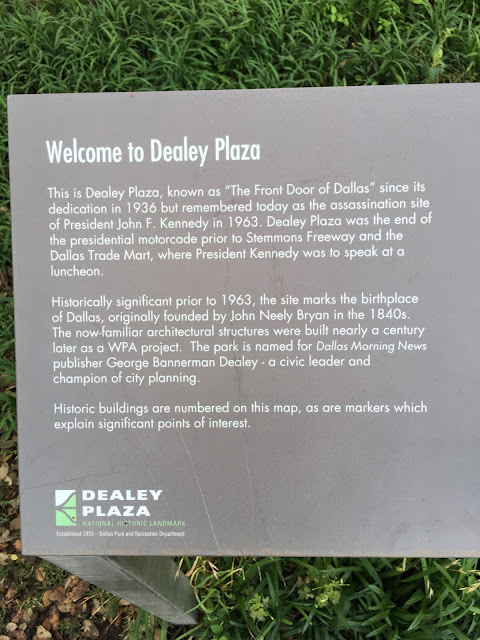 Welcome to Dealey Plaza
This is Dealey Plaza, known as “The Front Door of Dallas” since its
dedication in 1936 but remembered today as the assassination site
of President John F. Kennedy in 1963. Dealey Plaza was the end of
the presidential motorcade prior to Stemmons Freeway and the
Dallas Trade Mart, where President Kennedy was to speak at a
luncheon.
Historically significant prior to 1963, the site marks the birthplace
of Dallas, originally founded by John Neely Bryan in the 1840s.
The now-familiar architectural structures were built nearly a century
later as a WPA project. The park is named for Dallas Morning News
publisher George Bannerman Dealey - a civic leader and
champion of city planning.
Historic buildings are numbered on this map, as are markers which
explain significant points of interest.
DEALEY
PLAZA
NATIONAL HISTORIC LANDMARK
Established 1995 – Dallas Park and Recreation Department